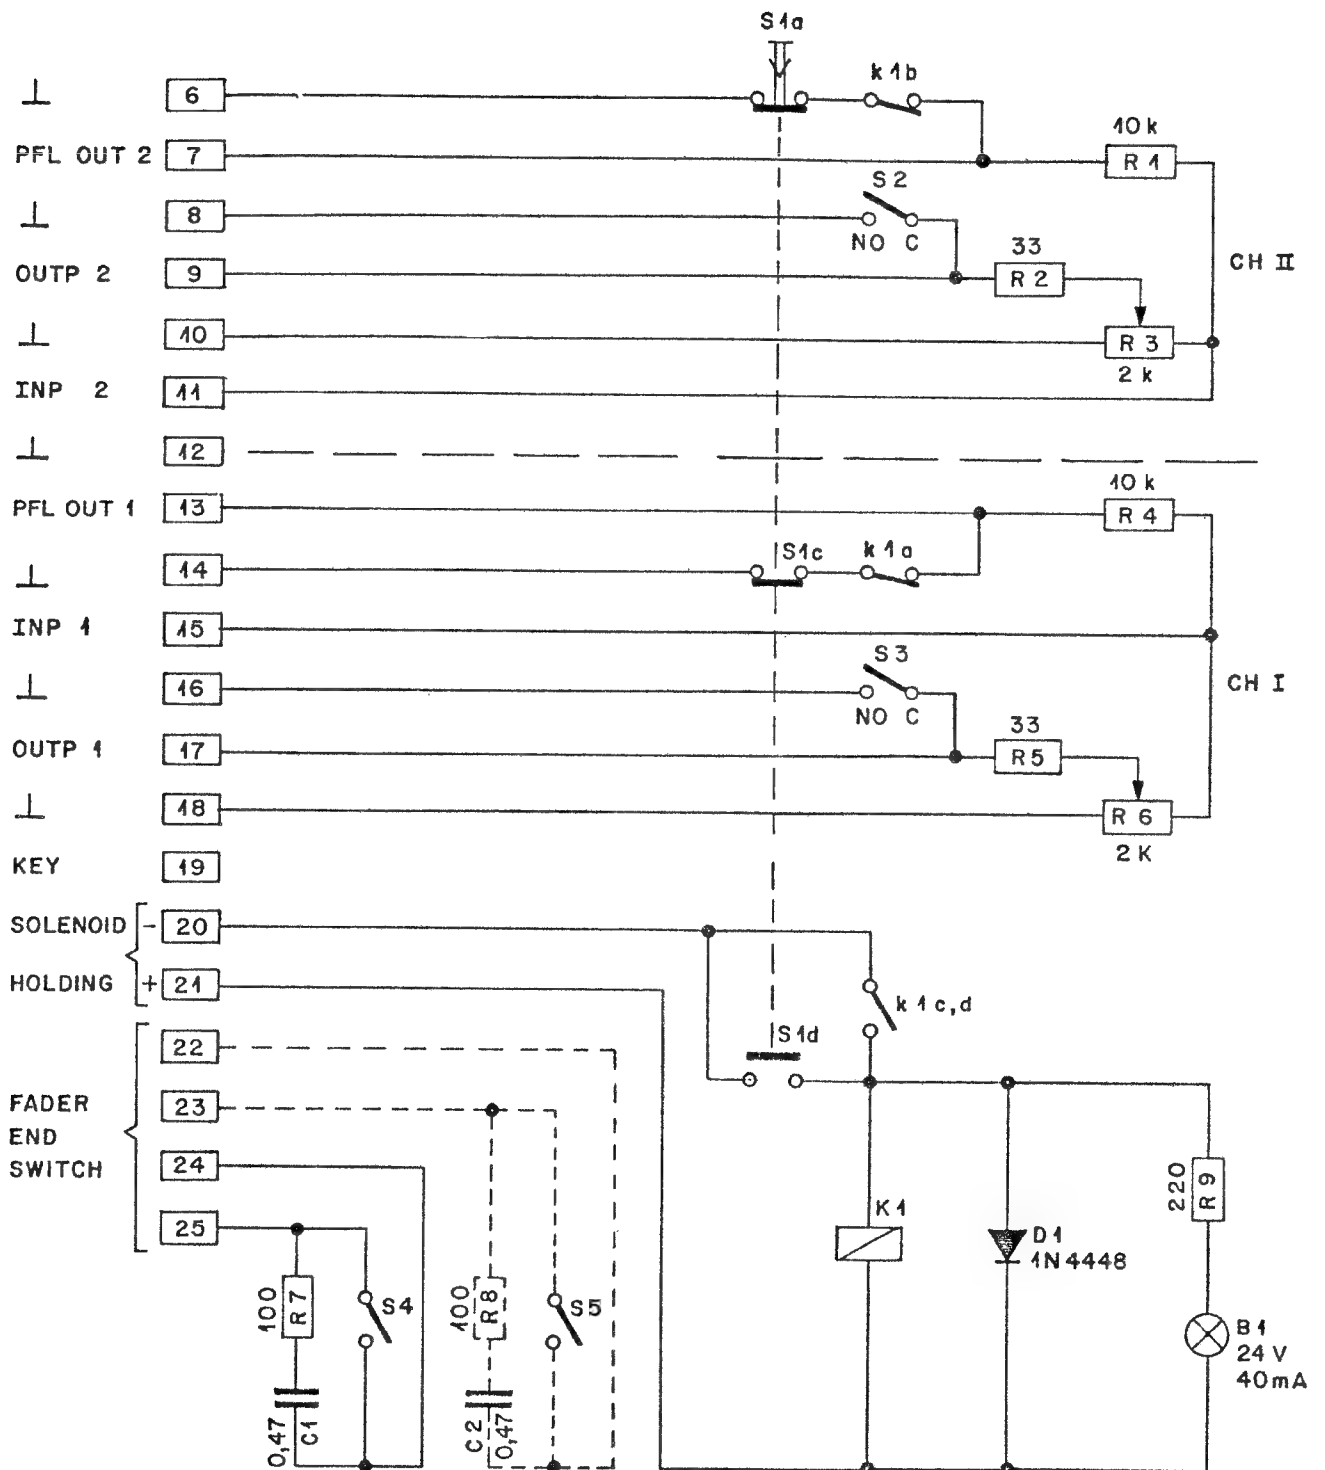 S1a
k1b
⊥ 6
10k
PFL OUT 2 7
R1
S2
⊥ 8
NO C
33
OUTP 2 9
R2
CH II
⊥ 10
R3
2k
INP 2 11
⊥ 12
10k
PFL OUT 1 13
R4
S1c k1a
⊥ 14
INP 1 15
S3
⊥ 16
CH I
NO C
33
OUTP 1 17
R5
⊥ 18
R6
2K
KEY 19
SOLENOID - 20
HOLDING + 21
k1c,d
22
S1d
FADER 23
END
SWITCH 24
220
R9
25
K1
D1
1N4448
100
R7
S4
100
R8
S5
B1
24V
40mA
0,47
C1
C2
0,47